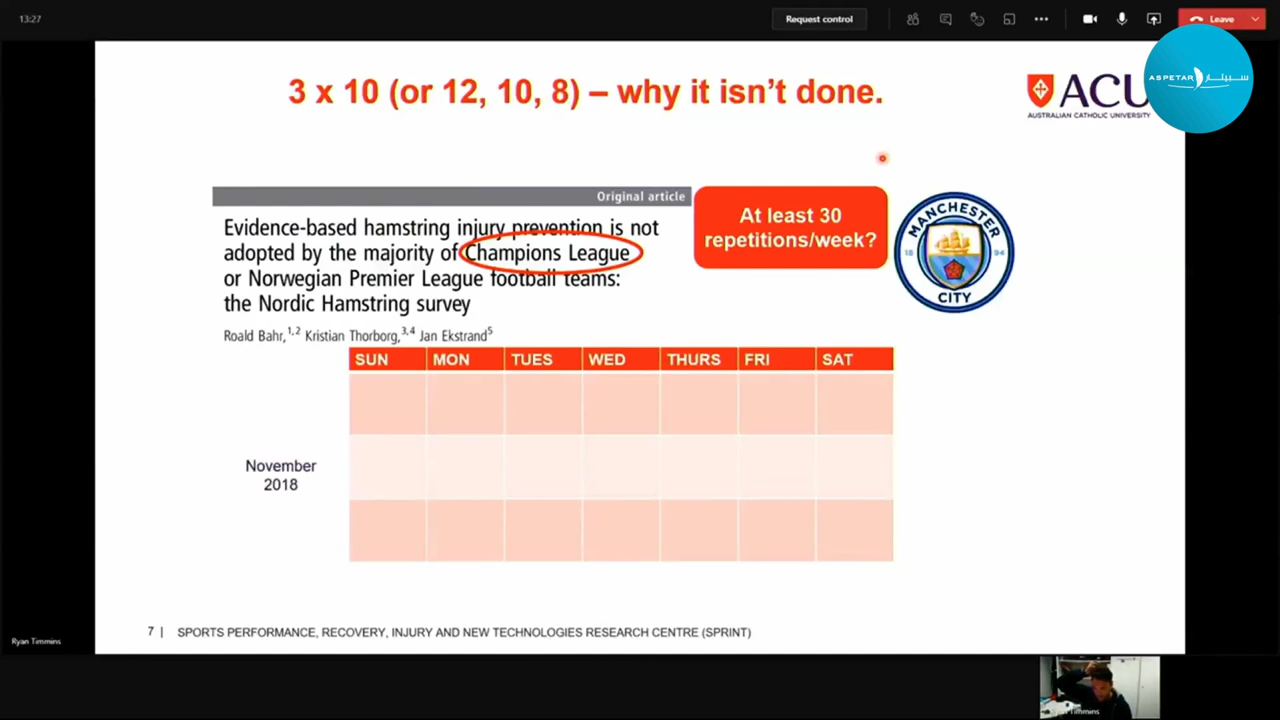 13:27
Request control
Leave
ASPETAR سبيتار
3 x 10 (or 12, 10, 8) – why it isn't done.
ACU
AUSTRALIAN CATHOLIC UNIVERSITY
Original article
Evidence-based hamstring injury prevention is not
adopted by the majority of Champions League
or Norwegian Premier League football teams:
the Nordic Hamstring survey
Roald Bahr,1,2 Kristian Thorborg,3,4 Jan Ekstrand5
At least 30
repetitions/week?
MANCHESTER
18 94
CITY
SUN MON TUES WED THURS FRI SAT
November
2018
7 | SPORTS PERFORMANCE, RECOVERY, INJURY AND NEW TECHNOLOGIES RESEARCH CENTRE (SPRINT)
Ryan Timmins
Ryan Timmins